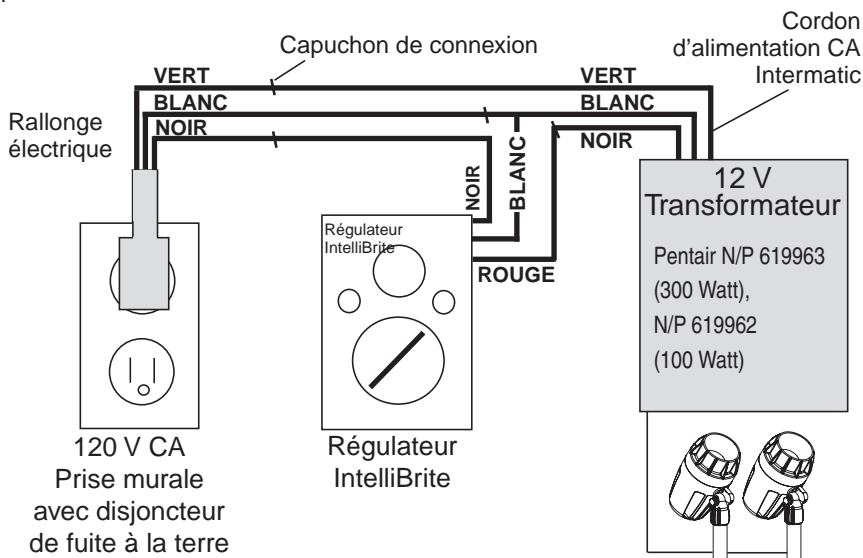 Cordon
d'alimentation CA
Intermatic
Capuchon de connexion
VERT
VERT
BLANC
BLANC
NOIR
NOIR
Rallonge
électrique
NOIR
BLANC
Régulateur
IntelliBrite
ROUGE
12 V
Transformateur
Pentair N/P 619963
(300 Watt),
N/P 619962
(100 Watt)
120 V CA
Prise murale
avec disjoncteur
de fuite à la terre
Régulateur
IntelliBrite